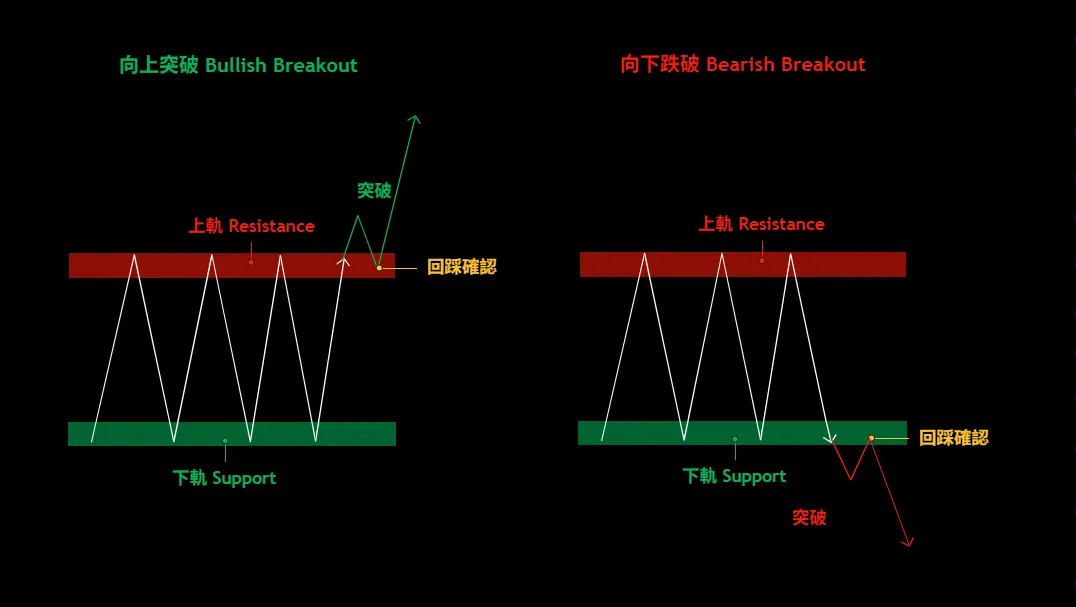 向上突破 Bullish Breakout
突破
上軌 Resistance
回踩確認
下軌 Support
向下跌破 Bearish Breakout
上軌 Resistance
回踩確認
下軌 Support
突破